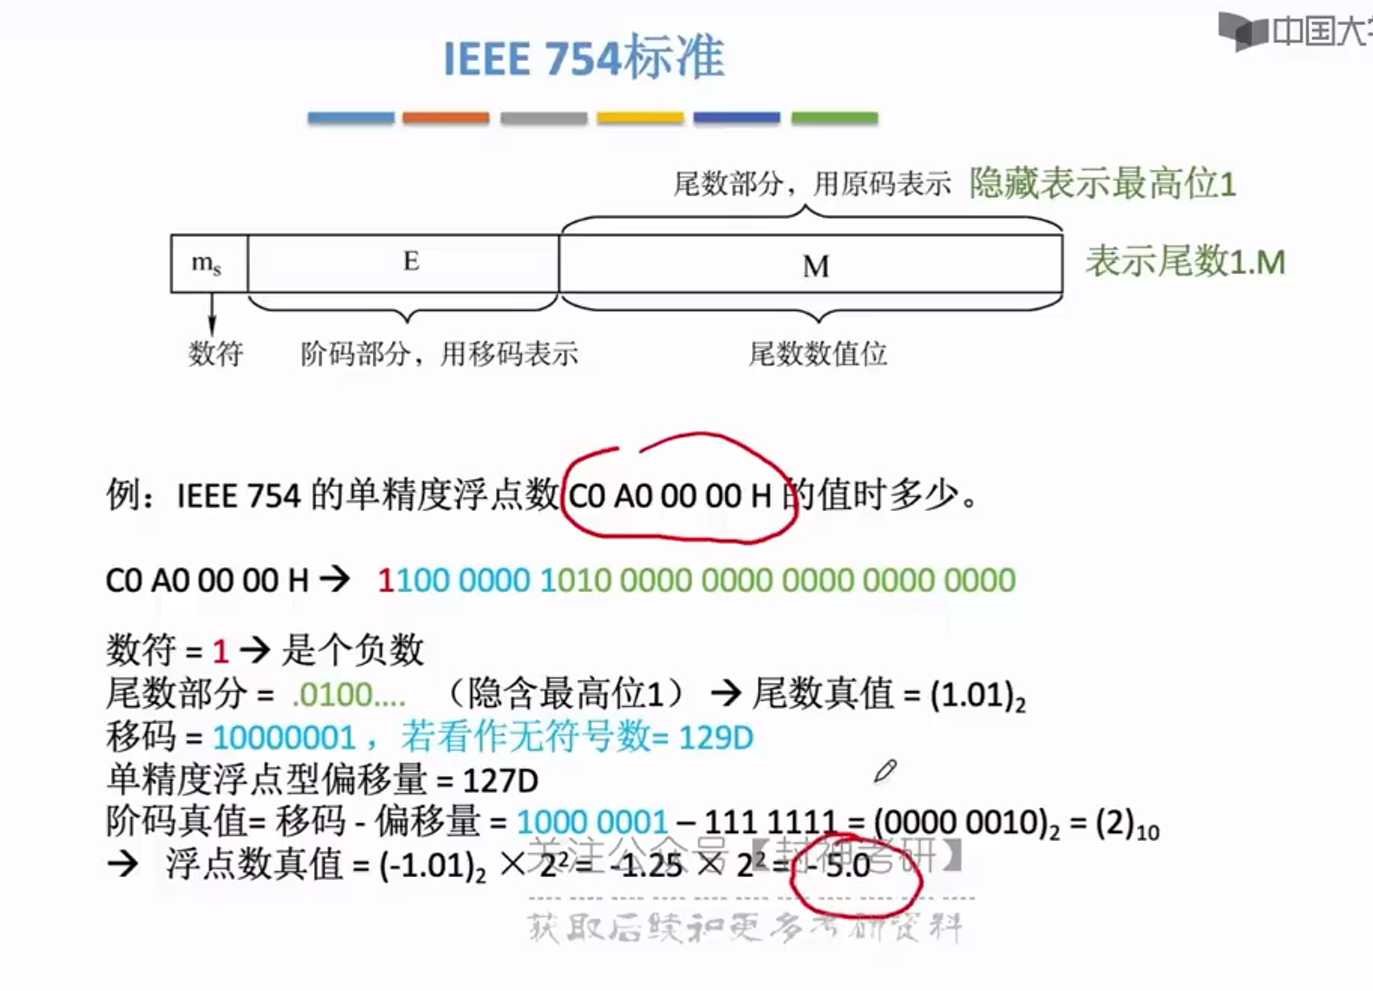 中国大学
IEEE 754标准
尾数部分，用原码表示 隐藏表示最高位1
mₛ E M 表示尾数1.M
数符 阶码部分，用移码表示 尾数数值位
例：IEEE 754 的单精度浮点数 C0 A0 00 00 H 的值时多少。
C0 A0 00 00 H → 1100 0000 1010 0000 0000 0000 0000 0000
数符 = 1 → 是个负数
尾数部分 = .0100.... （隐含最高位1） → 尾数真值 = (1.01)₂
移码 = 10000001 ，若看作无符号数= 129D
单精度浮点型偏移量 = 127D
阶码真值= 移码 - 偏移量 = 1000 0001 – 111 1111 = (0000 0010)₂ = (2)₁₀
关注公众号【封神考研】
→ 浮点数真值 = (-1.01)₂ × 2² = -1.25 × 2² = - 5.0
获取后续和更多考研资料